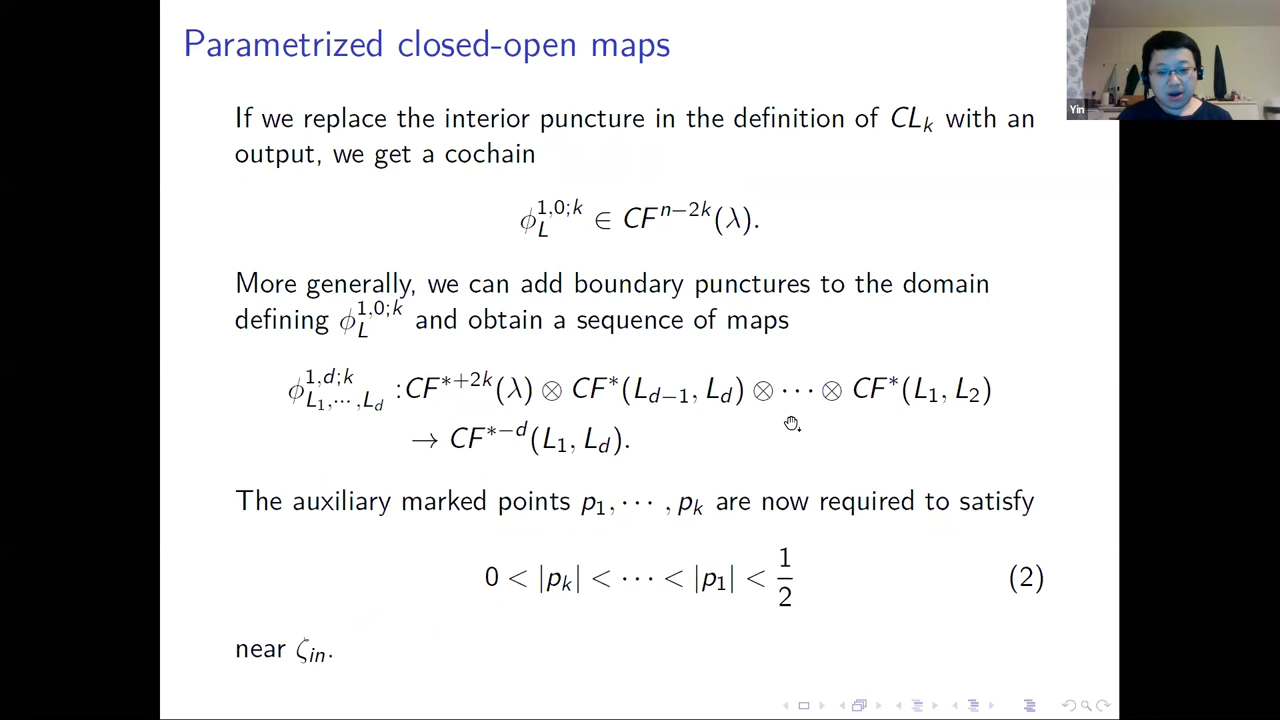 Parametrized closed-open maps
Yin
If we replace the interior puncture in the definition of CL_k with an
output, we get a cochain
ϕ_L^{1,0;k} ∈ CF^{n−2k}(λ).
More generally, we can add boundary punctures to the domain
defining ϕ_L^{1,0;k} and obtain a sequence of maps
ϕ_{L_1,⋯,L_d}^{1,d;k} : CF^{*+2k}(λ) ⊗ CF^*(L_{d−1}, L_d) ⊗ ⋯ ⊗ CF^*(L_1, L_2)
→ CF^{*−d}(L_1, L_d).
The auxiliary marked points p_1, ⋯ , p_k are now required to satisfy
0 < |p_k| < ⋯ < |p_1| < 1/2 (2)
near ζ_{in}.